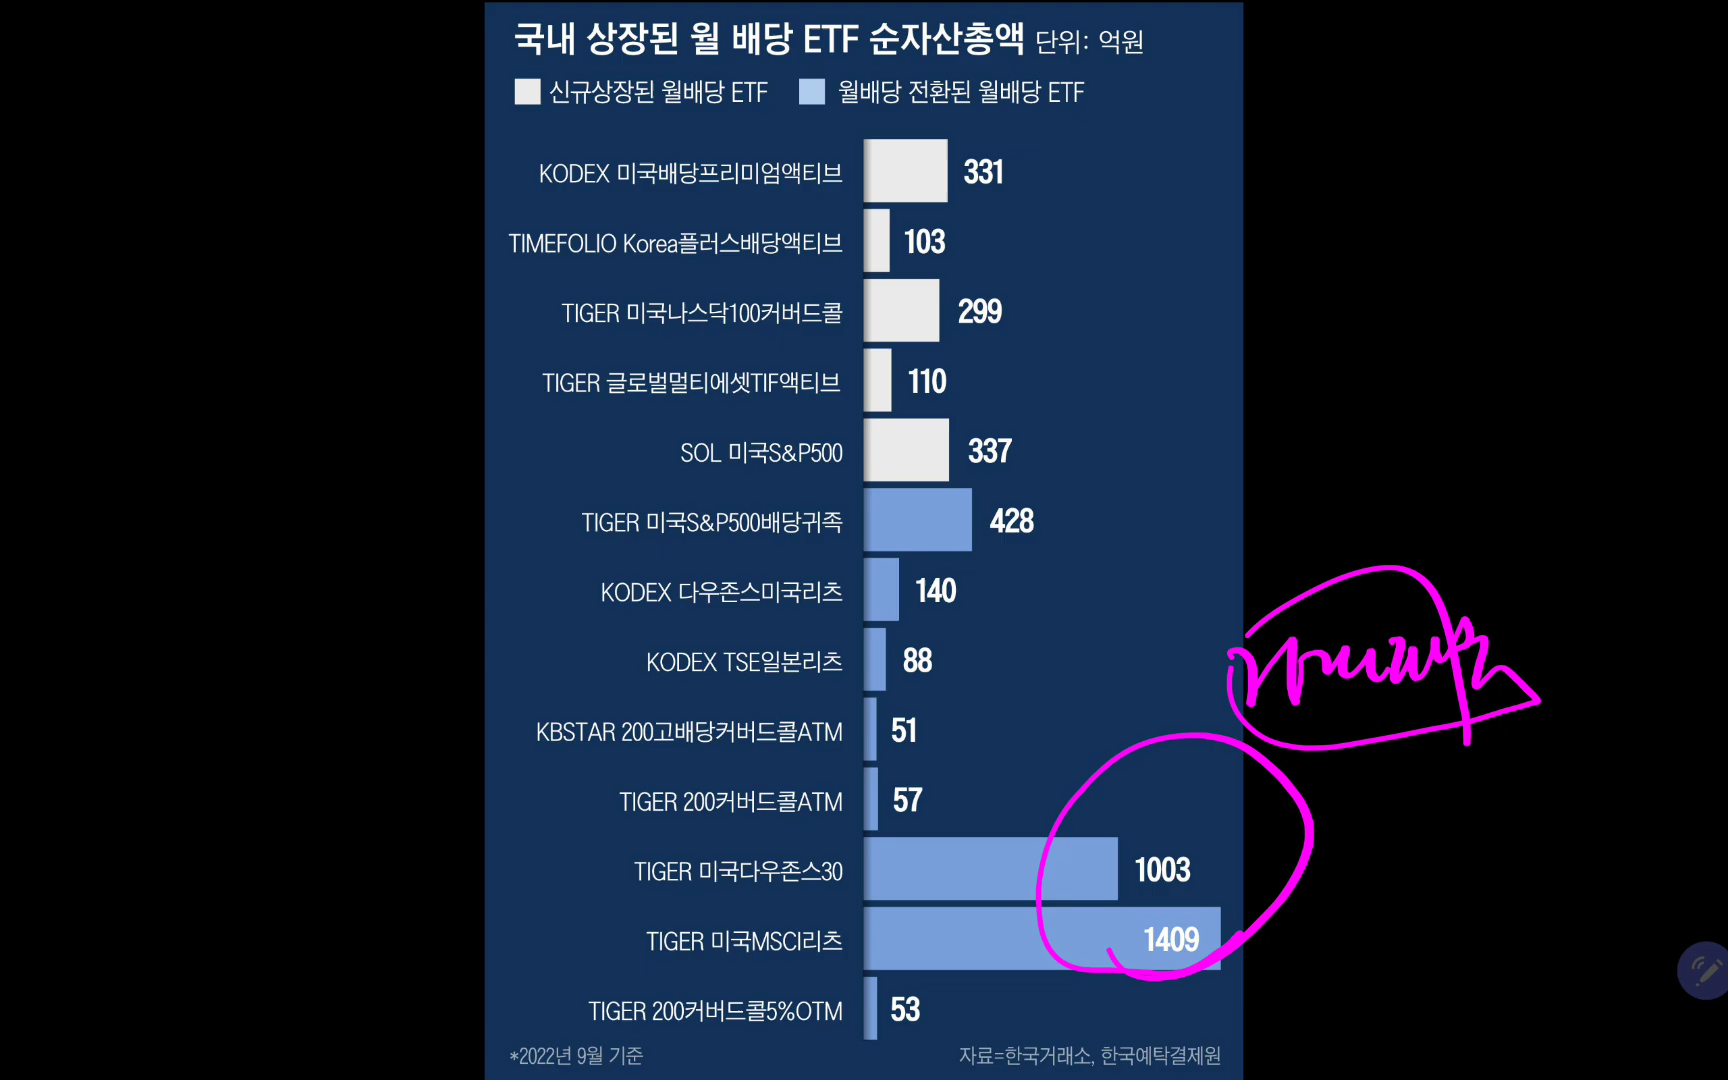 국내 상장된 월 배당 ETF 순자산총액 단위: 억원
신규상장된 월배당 ETF 월배당 전환된 월배당 ETF
KODEX 미국배당프리미엄액티브 331
TIMEFOLIO Korea플러스배당액티브 103
TIGER 미국나스닥100커버드콜 299
TIGER 글로벌멀티에셋TIF액티브 110
SOL 미국S&P500 337
TIGER 미국S&P500배당귀족 428
KODEX 다우존스미국리츠 140
KODEX TSE일본리츠 88
KBSTAR 200고배당커버드콜ATM 51
TIGER 200커버드콜ATM 57
TIGER 미국다우존스30 1003
TIGER 미국MSCI리츠 1409
TIGER 200커버드콜5%OTM 53
*2022년 9월 기준 자료=한국거래소, 한국예탁결제원